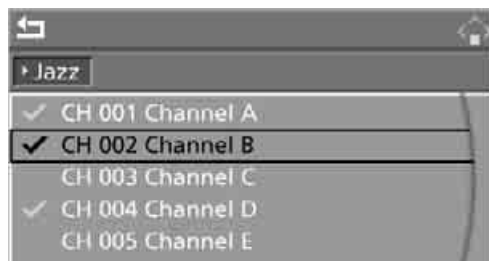 Jazz
CH 001 Channel A
CH 002 Channel B
CH 003 Channel C
CH 004 Channel D
CH 005 Channel E